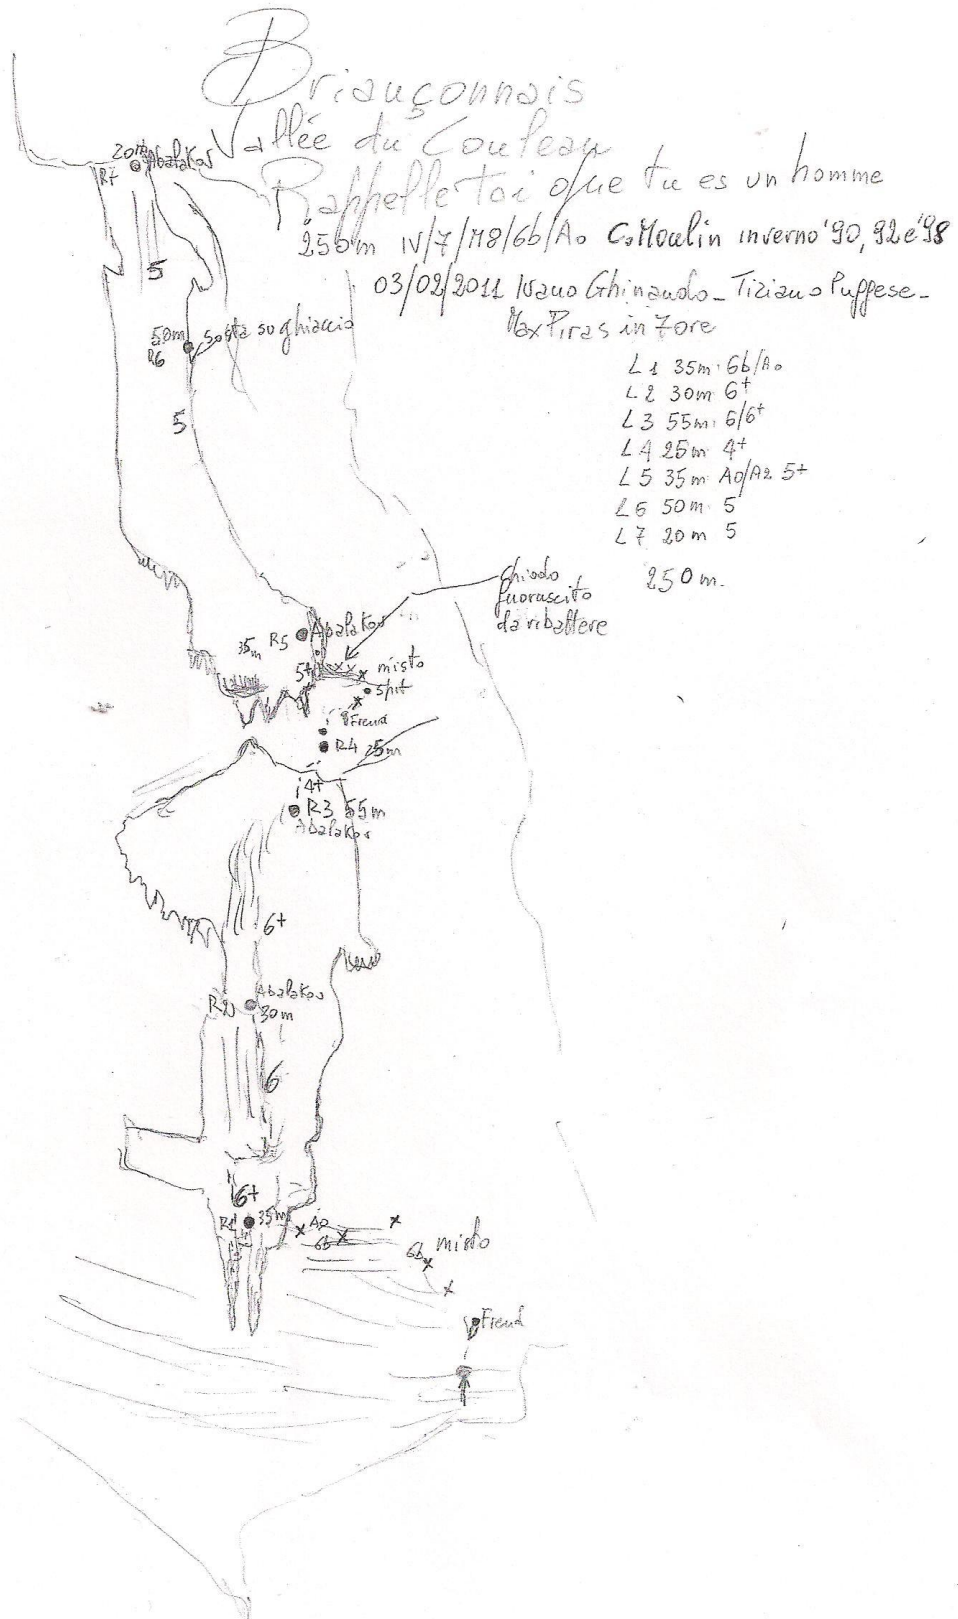 Briançonnais
Vallée du Couleau
Rappelle toi que tu es un homme
250m IV/7/M8/6b/A0 C.Moulin inverno '90, 92 e '98
03/02/2011 Ivano Ghinaudo - Tiziano Puggese -
Max Piras in 7 ore
L1 35m 6b/A0
L2 30m 6+
L3 55m 6/6+
L4 25m 4+
L5 35m A0/A2 5+
L6 50m 5
L7 20m 5
250m.
20m Abalakov
R7
5
50m sosta su ghiaccio
R6
5
chiodo
fuoriuscito
da ribattere
35m R5 Abalakov
5+ misto
spit
Friend
R4 25m
4+
R3 55m
Abalakov
6+
R2 Abalakov
30m
6
6+
R1 35m A0
6b
6b misto
Friend